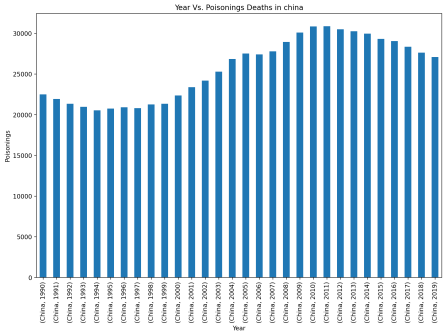 Year Vs. Poisonings Deaths in china
Poisonings
30000
25000
20000
15000
10000
5000
0
(China, 1990)
(China, 1991)
(China, 1992)
(China, 1993)
(China, 1994)
(China, 1995)
(China, 1996)
(China, 1997)
(China, 1998)
(China, 1999)
(China, 2000)
(China, 2001)
(China, 2002)
(China, 2003)
(China, 2004)
(China, 2005)
(China, 2006)
(China, 2007)
(China, 2008)
(China, 2009)
(China, 2010)
(China, 2011)
(China, 2012)
(China, 2013)
(China, 2014)
(China, 2015)
(China, 2016)
(China, 2017)
(China, 2018)
(China, 2019)
Year